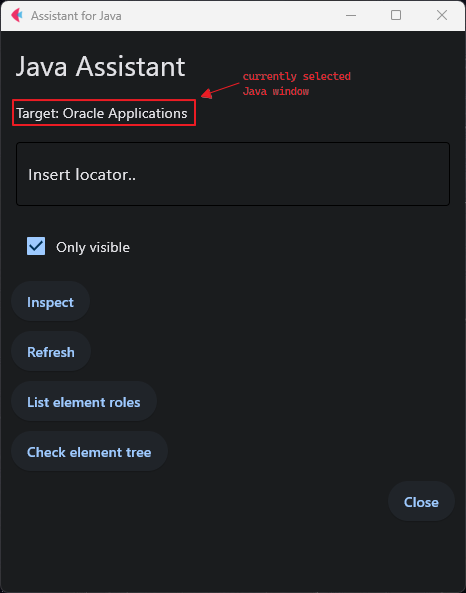 Assistant for Java
Java Assistant
currently selected
Java window
Target: Oracle Applications
Insert locator..
Only visible
Inspect
Refresh
List element roles
Check element tree
Close